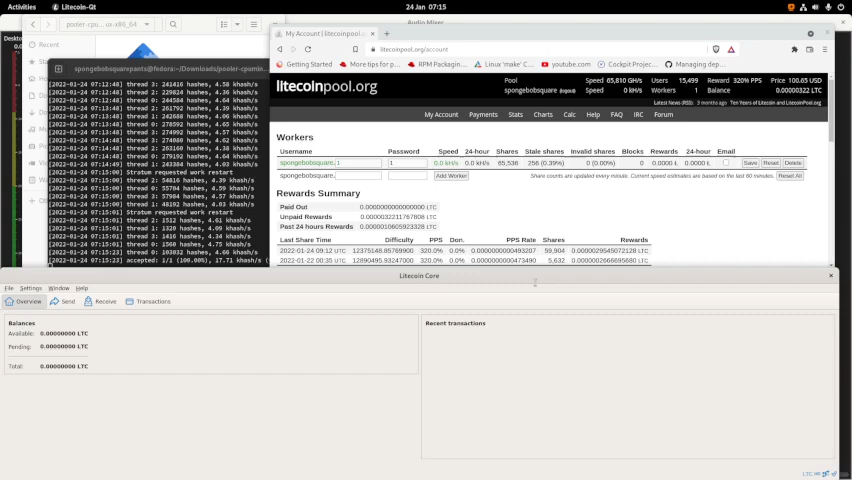 Activities
Litecoin-Qt
24 Jan 07:15
Audio Mixer
pooler-cpu... ux-x86_64
Recent
spongebobsquarepants@fedora:~/Downloads/pooler-cpumin...
[2022-01-24 07:12:48] thread 3: 241416 hashes, 4.58 khash/s
[2022-01-24 07:12:48] thread 2: 229824 hashes, 4.36 khash/s
[2022-01-24 07:13:48] thread 0: 244584 hashes, 4.64 khash/s
[2022-01-24 07:13:48] thread 2: 261792 hashes, 4.39 khash/s
[2022-01-24 07:13:48] thread 1: 242688 hashes, 4.06 khash/s
[2022-01-24 07:13:48] thread 0: 278592 hashes, 4.65 khash/s
[2022-01-24 07:13:48] thread 3: 274992 hashes, 4.57 khash/s
[2022-01-24 07:14:48] thread 3: 274080 hashes, 4.62 khash/s
[2022-01-24 07:14:48] thread 2: 263160 hashes, 4.38 khash/s
[2022-01-24 07:14:48] thread 0: 279192 hashes, 4.64 khash/s
[2022-01-24 07:14:49] thread 1: 243384 hashes, 4.03 khash/s
[2022-01-24 07:15:00] Stratum requested work restart
[2022-01-24 07:15:00] thread 2: 54816 hashes, 4.39 khash/s
[2022-01-24 07:15:00] thread 0: 55704 hashes, 4.59 khash/s
[2022-01-24 07:15:00] thread 3: 57984 hashes, 4.57 khash/s
[2022-01-24 07:15:00] thread 1: 48192 hashes, 4.03 khash/s
[2022-01-24 07:15:01] Stratum requested work restart
[2022-01-24 07:15:01] thread 2: 1512 hashes, 4.61 khash/s
[2022-01-24 07:15:01] thread 1: 1320 hashes, 4.09 khash/s
[2022-01-24 07:15:01] thread 3: 1416 hashes, 4.34 khash/s
[2022-01-24 07:15:01] thread 0: 1560 hashes, 4.75 khash/s
[2022-01-24 07:15:23] thread 0: 103032 hashes, 4.66 khash/s
[2022-01-24 07:15:23] accepted: 1/1 (100.00%), 17.71 khash/s
My Account | litecoinpool.o
litecoinpool.org/account
Getting Started
More tips for p...
RPM Packaging...
Linux 'make' C...
youtube.com
Cockpit Projec...
Managing dep...
litecoinpool.org
Pool Speed 65,810 GH/s Users 15,499 Reward 320% PPS Price 100.65 USD
spongebobsquare (logout) Speed 0 kH/s Workers 1 0.00000322 LTC
Latest News (RSS): 3 months ago Ten Years of Litecoin and LitecoinPool.org
My Account Payments Stats Charts Calc Help FAQ IRC Forum
Workers
Username Password Speed 24-hour Shares Stale shares Invalid shares Blocks Rewards 24-hour Email
spongebobsquare. 1 1 0.0 kH/s 0.0 kH/s 65,536 256 (0.39%) 0 (0.00%) 0 0.0000 Ł 0.0000 Ł Save Reset Delete
spongebobsquare. Add Worker Share counts are updated every minute. Current speed estimates are based on the last 60 minutes. Reset All
Rewards Summary
Paid Out 0.0000000000000000 LTC
Unpaid Rewards 0.0000032211767808 LTC
Past 24 hours Rewards 0.0000010605923328 LTC
Last Share Time Difficulty PPS Don. PPS Rate Shares Rewards
2022-01-24 09:12 UTC 12375148.85769900 320.0% 0.0% 0.0000000000493207 59,904 0.0000029545072128 LTC
2022-01-22 00:35 UTC 12890495.93247000 320.0% 0.0% 0.0000000000473490 5,632 0.0000002666695680 LTC
Litecoin Core
File Settings Window Help
Overview Send Receive Transactions
Balances
Available: 0.00000000 LTC
Pending: 0.00000000 LTC
Total: 0.00000000 LTC
Recent transactions
LTC HD